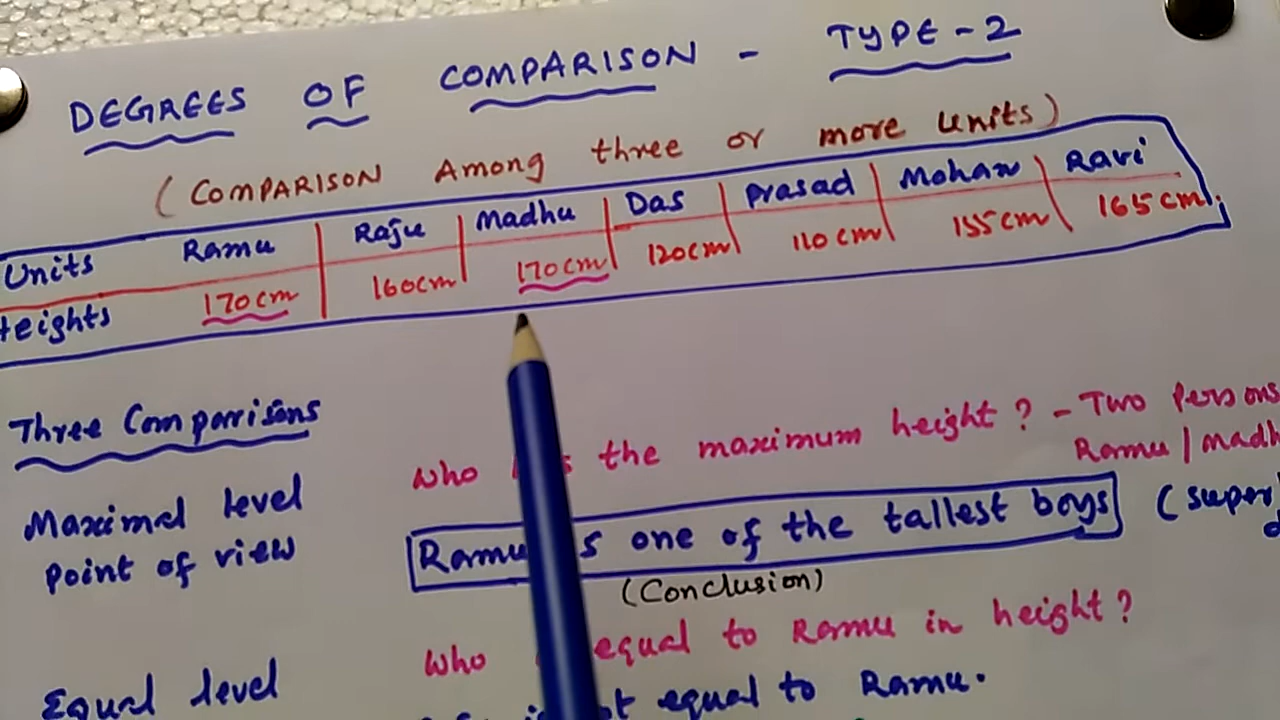 DEGREES OF COMPARISON - TYPE-2
(COMPARISON Among three or more units)
Units Ramu Raju Madhu Das Prasad Mohan Ravi
Heights 170cm 160cm 170cm 120cm 110cm 155cm 165cm
Three Comparisons
Maximal level point of view
Who the maximum height? - Two Persons
Ramu / Madh
Ramu s one of the tallest boys (super
(Conclusion)
Equal level
Who equal to Ramu in height?
equal to Ramu.